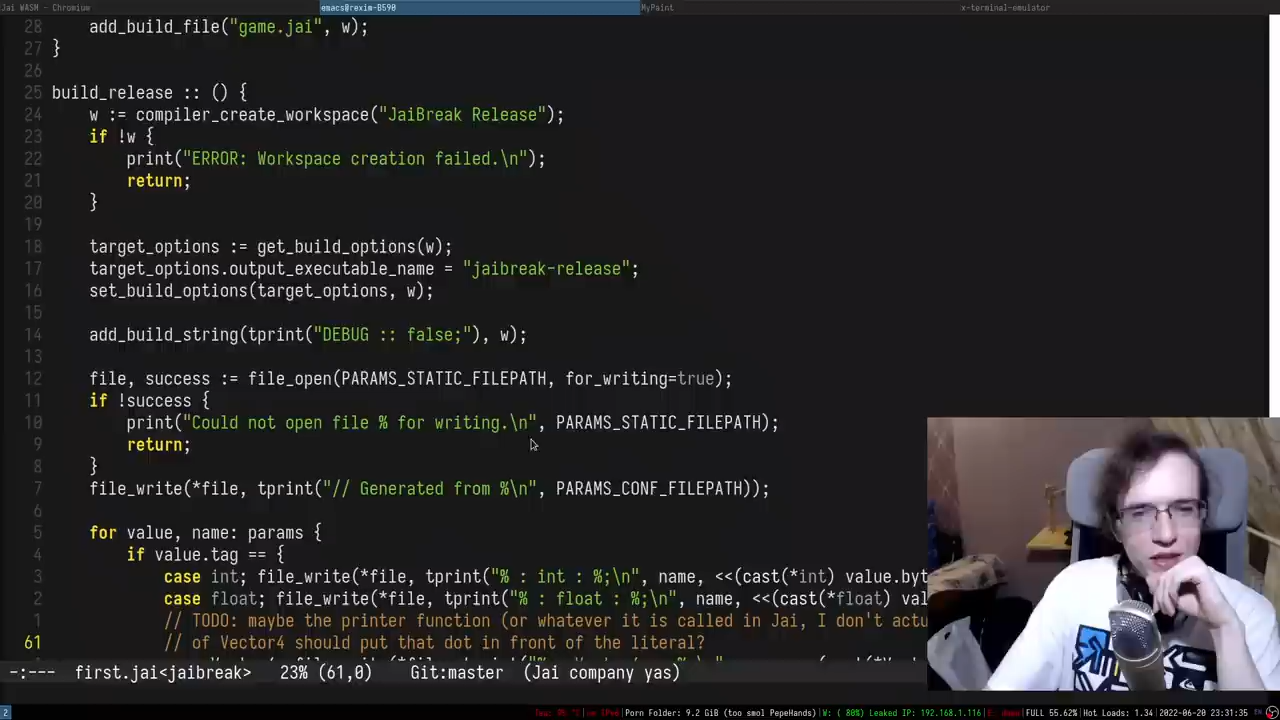 Jai WASM - Chromium
emacs@rexim-B590
MyPaint
x-terminal-emulator
28 add_build_file("game.jai", w);
27 }
26
25 build_release :: () {
24 w := compiler_create_workspace("JaiBreak Release");
23 if !w {
22 print("ERROR: Workspace creation failed.\n");
21 return;
20 }
19
18 target_options := get_build_options(w);
17 target_options.output_executable_name = "jaibreak-release";
16 set_build_options(target_options, w);
15
14 add_build_string(tprint("DEBUG :: false;"), w);
13
12 file, success := file_open(PARAMS_STATIC_FILEPATH, for_writing=true);
11 if !success {
10 print("Could not open file % for writing.\n", PARAMS_STATIC_FILEPATH);
9 return;
8 }
7 file_write(*file, tprint("// Generated from %\n", PARAMS_CONF_FILEPATH));
6
5 for value, name: params {
4 if value.tag == {
3 case int; file_write(*file, tprint("% : int : %;\n", name, <<(cast(*int) value.byt
2 case float; file_write(*file, tprint("% : float : %;\n", name, <<(cast(*float) val
1 // TODO: maybe the printer function (or whatever it is called in Jai, I don't actu
61 // of Vector4 should put that dot in front of the literal?
-:--- first.jai<jaibreak> 23% (61,0) Git:master (Jai company yas)
2
Porn Folder: 9.2 GiB (too smol PepeHands) W: ( 80%) Leaked IP: 192.168.1.116 E: down FULL 55.62% Hot Loads: 1.34 2022-06-20 23:31:35